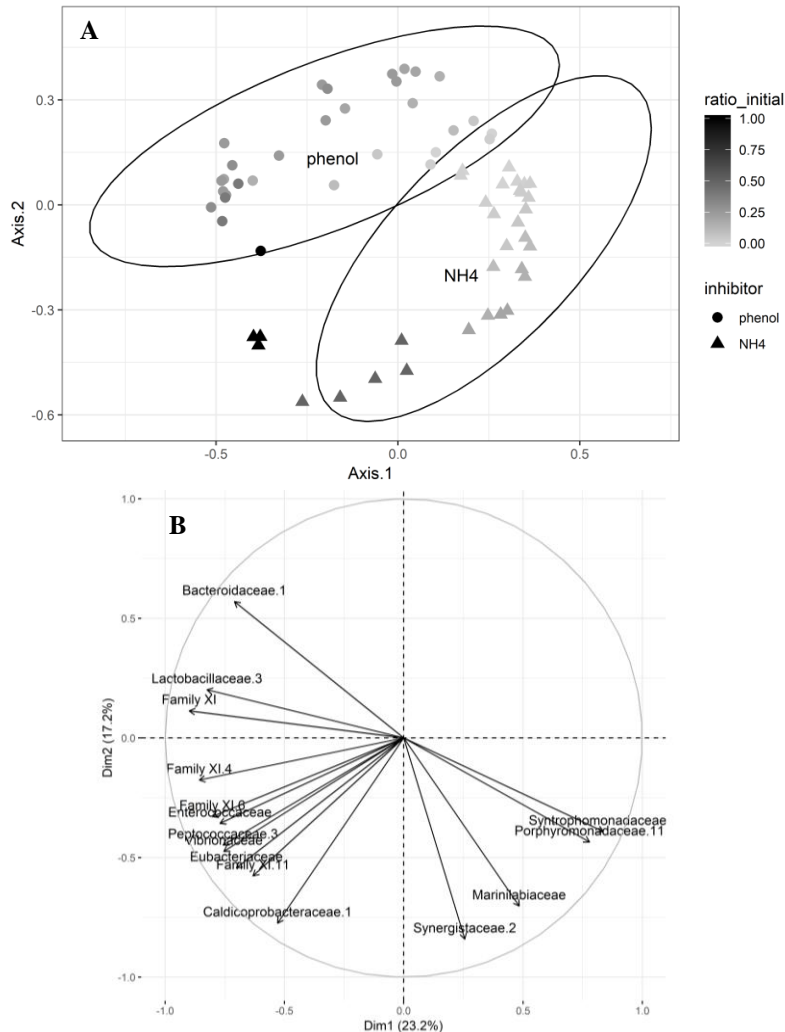 A
Axis.2
0.3
0.0
-0.3
-0.6
phenol
NH4
-0.5
0.0
0.5
Axis.1
ratio_initial
1.00
0.75
0.50
0.25
0.00
inhibitor
phenol
NH4
B
Dim2 (17.2%)
1.0
0.5
0.0
-0.5
-1.0
Bacteroidaceae.1
Lactobacillaceae.3
Family XI
Family XI.4
Family XI.6
Enterococcaceae
Peptococcaceae.3
Vibrionaceae
Eubacteriaceae
Family XI.11
Caldicoprobacteraceae.1
Syntrophomonadaceae
Porphyromonadaceae.11
Marinilabiaceae
Synergistaceae.2
-1.0
-0.5
0.0
0.5
1.0
Dim1 (23.2%)